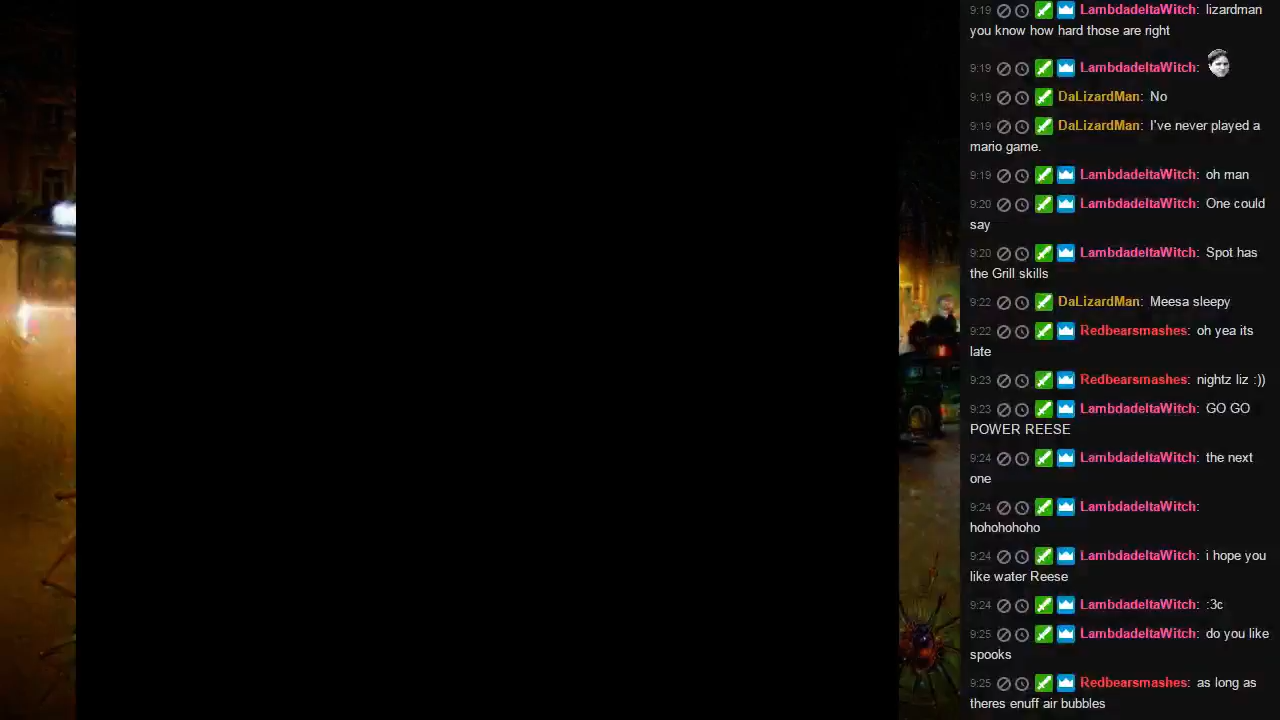 9:19 LambdadeltaWitch: lizardman
you know how hard those are right
9:19 LambdadeltaWitch:
9:19 DaLizardMan: No
9:19 DaLizardMan: I've never played a
mario game.
9:19 LambdadeltaWitch: oh man
9:20 LambdadeltaWitch: One could
say
9:20 LambdadeltaWitch: Spot has
the Grill skills
9:22 DaLizardMan: Meesa sleepy
9:22 Redbearsmashes: oh yea its
late
9:23 Redbearsmashes: nightz liz :))
9:23 LambdadeltaWitch: GO GO
POWER REESE
9:24 LambdadeltaWitch: the next
one
9:24 LambdadeltaWitch:
hohohohoho
9:24 LambdadeltaWitch: i hope you
like water Reese
9:24 LambdadeltaWitch: :3c
9:25 LambdadeltaWitch: do you like
spooks
9:25 Redbearsmashes: as long as
theres enuff air bubbles